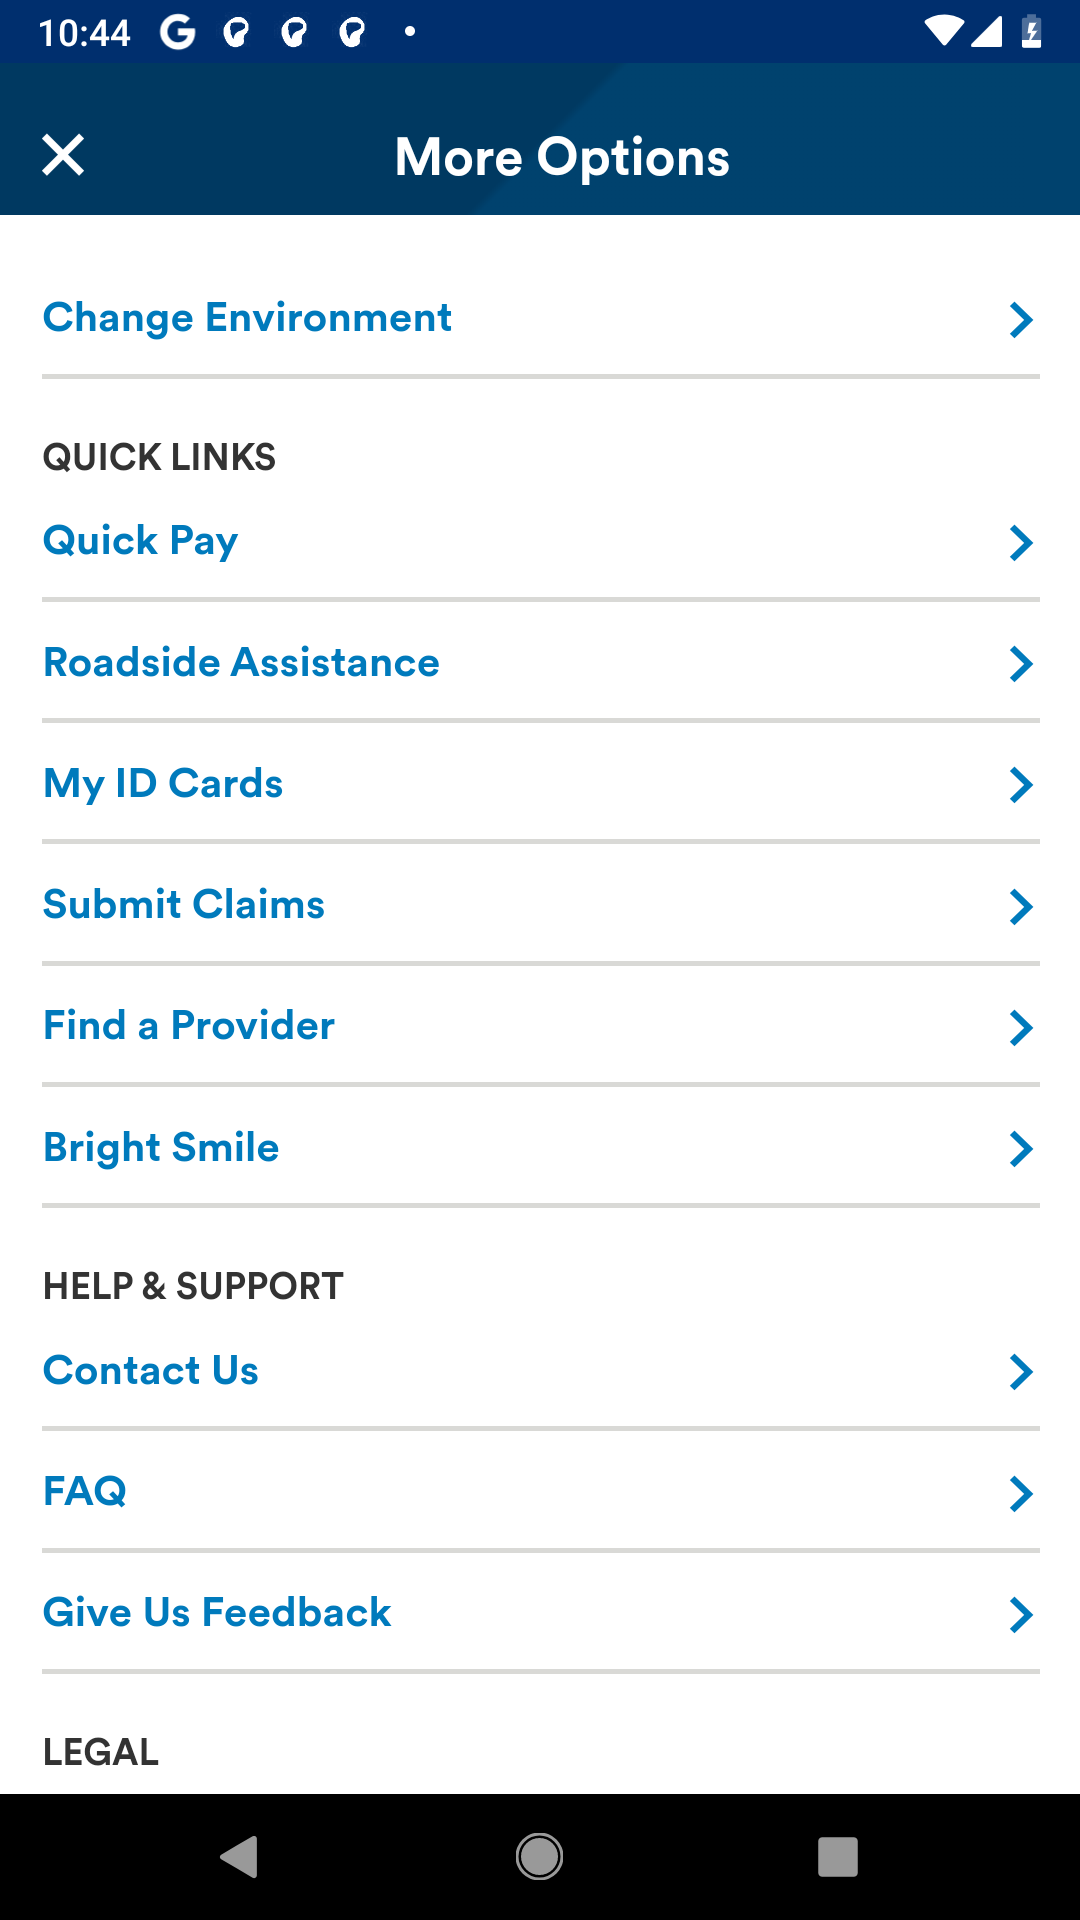 10:44
More Options
Change Environment
QUICK LINKS
Quick Pay
Roadside Assistance
My ID Cards
Submit Claims
Find a Provider
Bright Smile
HELP & SUPPORT
Contact Us
FAQ
Give Us Feedback
LEGAL